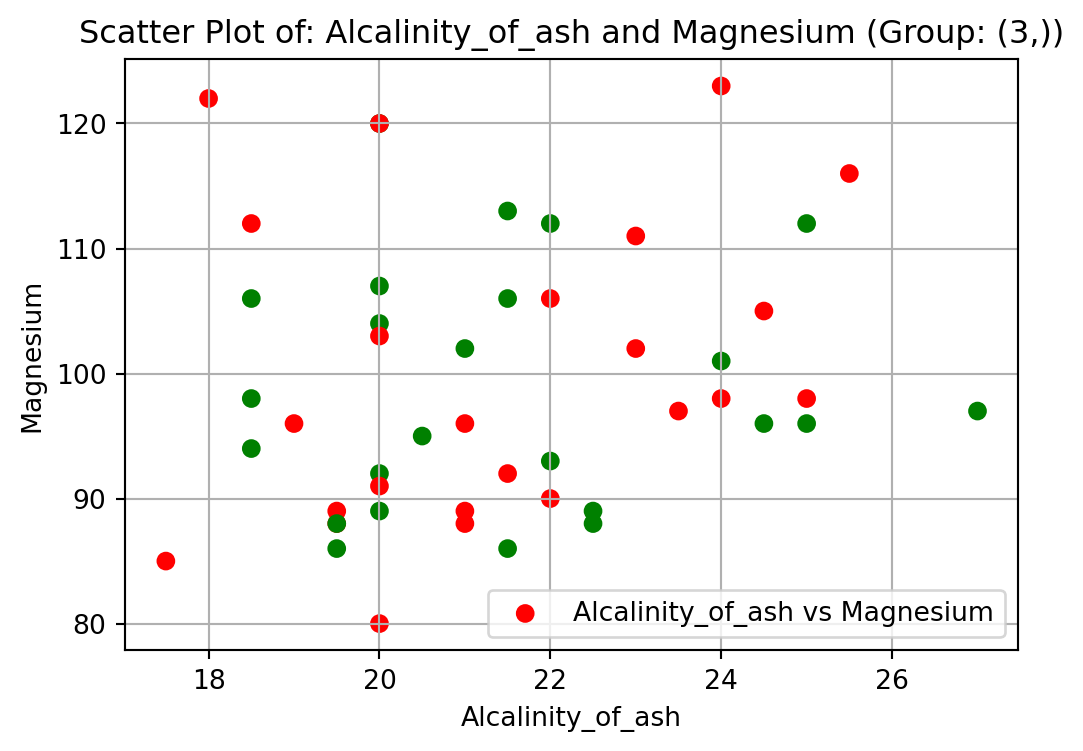 Scatter Plot of: Alcalinity_of_ash and Magnesium (Group: (3,))
120
110
100
90
80
Magnesium
Alcalinity_of_ash vs Magnesium
18 20 22 24 26
Alcalinity_of_ash